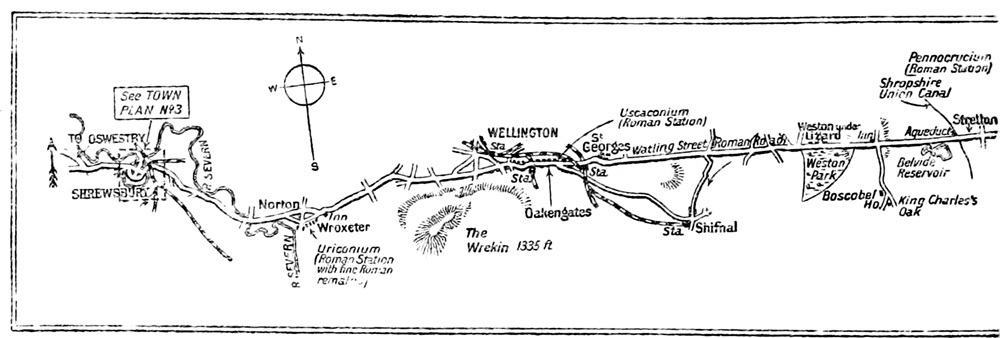 See TOWN
PLAN Nº3
TO OSWESTRY
A
SHREWSBURY
R. SEVERN
N
W
E
S
Norton
Inn
Wroxeter
R. SEVERN
Uriconium
(Roman Station
with fine Roman
The
Wrekin 1335 ft
WELLINGTON
Sta.
Sta.
Oakengates
Uscaconium
(Roman Station)
St
Georges
Sta.
Watling Street (Roman Road)
Sta.
Shifnal
Weston under
Lizard
Inn
Weston
Park
Boscobel
Ho.
King Charles's
Oak
Pennocrucium
(Roman Station)
Shropshire
Union Canal
Stretton
Aqueduct
Belvide
Reservoir